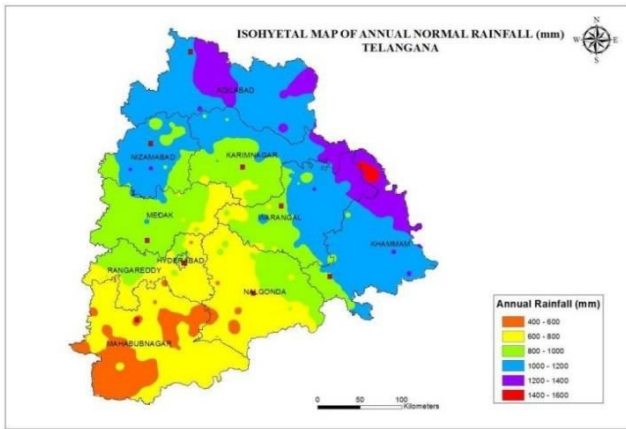 ISOHYETAL MAP OF ANNUAL NORMAL RAINFALL (mm)
TELANGANA
N
W
E
S
ADILABAD
NIZAMABAD
KARIMNAGAR
MEDAK
WARANGAL
KHAMMAM
HYDERABAD
RANGAREDDY
NALGONDA
MAHABUBNAGAR
Annual Rainfall (mm)
400 - 600
600 - 800
800 - 1000
1000 - 1200
1200 - 1400
1400 - 1600
0
50
100
Kilometers